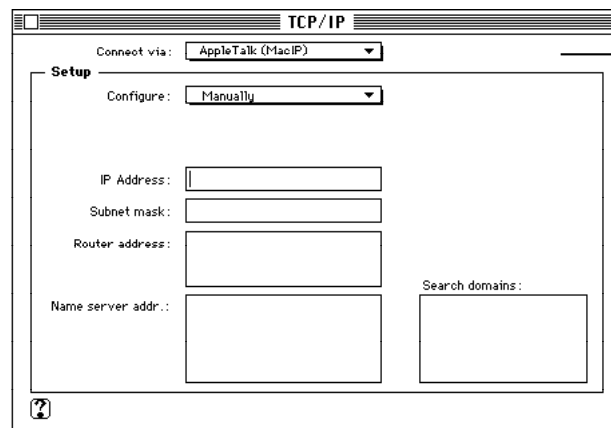 TCP/IP
Connect via: AppleTalk (MacIP)
Setup
Configure: Manually
IP Address:
Subnet mask:
Router address:
Search domains:
Name server addr.:
?